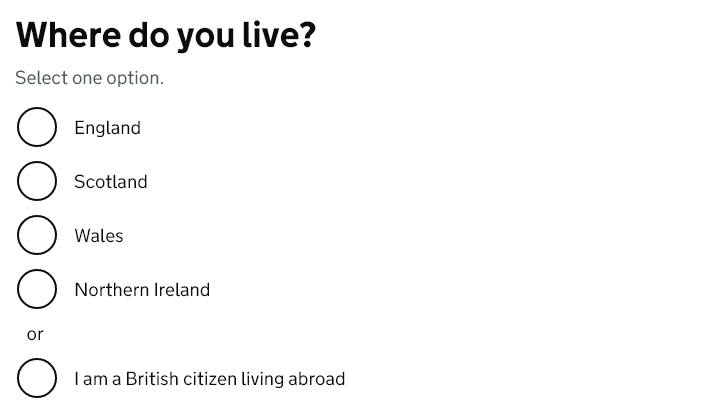 Where do you live?
Select one option.
England
Scotland
Wales
Northern Ireland
or
I am a British citizen living abroad